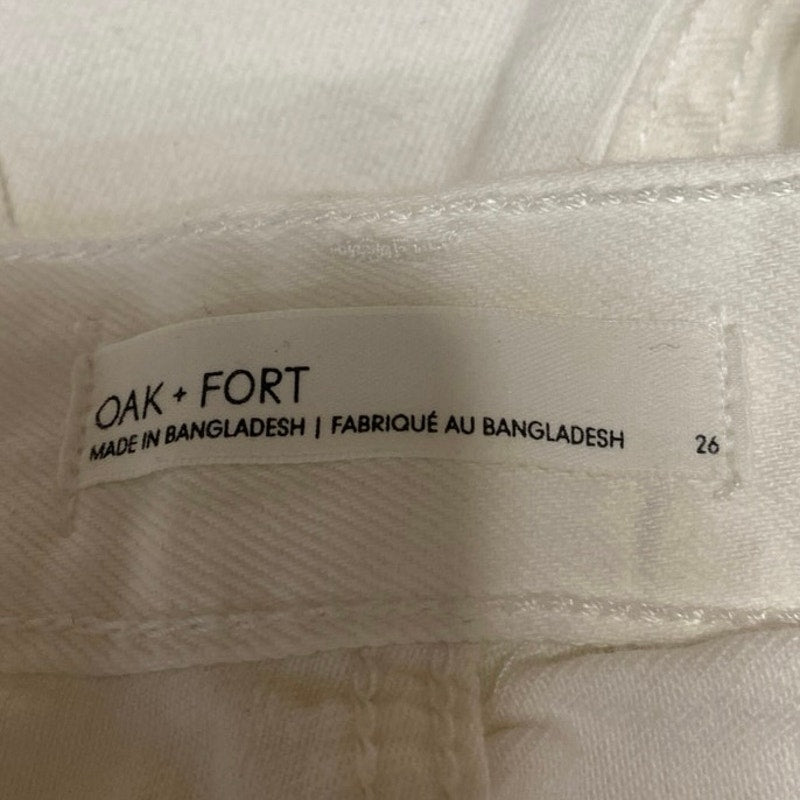 OAK + FORT
MADE IN BANGLADESH | FABRIQUÉ AU BANGLADESH 26